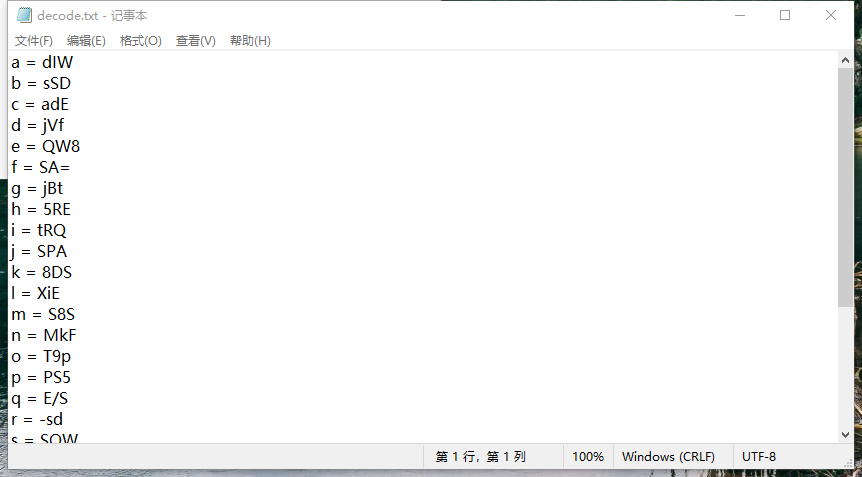 decode.txt - 记事本
文件(F) 编辑(E) 格式(O) 查看(V) 帮助(H)
a = dIW
b = sSD
c = adE
d = jVf
e = QW8
f = SA=
g = jBt
h = 5RE
i = tRQ
j = SPA
k = 8DS
l = XiE
m = S8S
n = MkF
o = T9p
p = PS5
q = E/S
r = -sd
s = SQW
第 1 行，第 1 列 100% Windows (CRLF) UTF-8